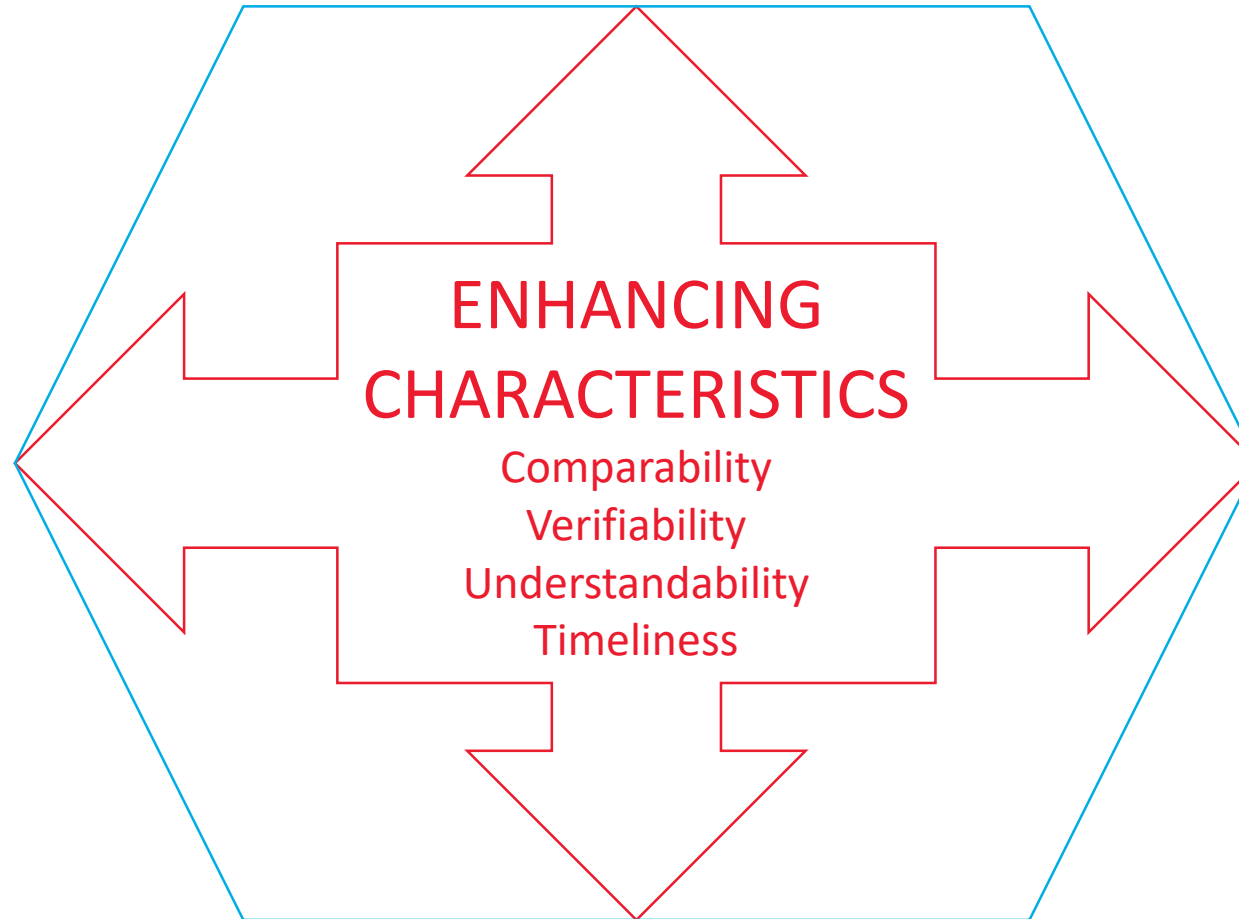 ENHANCING
CHARACTERISTICS
Comparability
Verifiability
Understandability
Timeliness